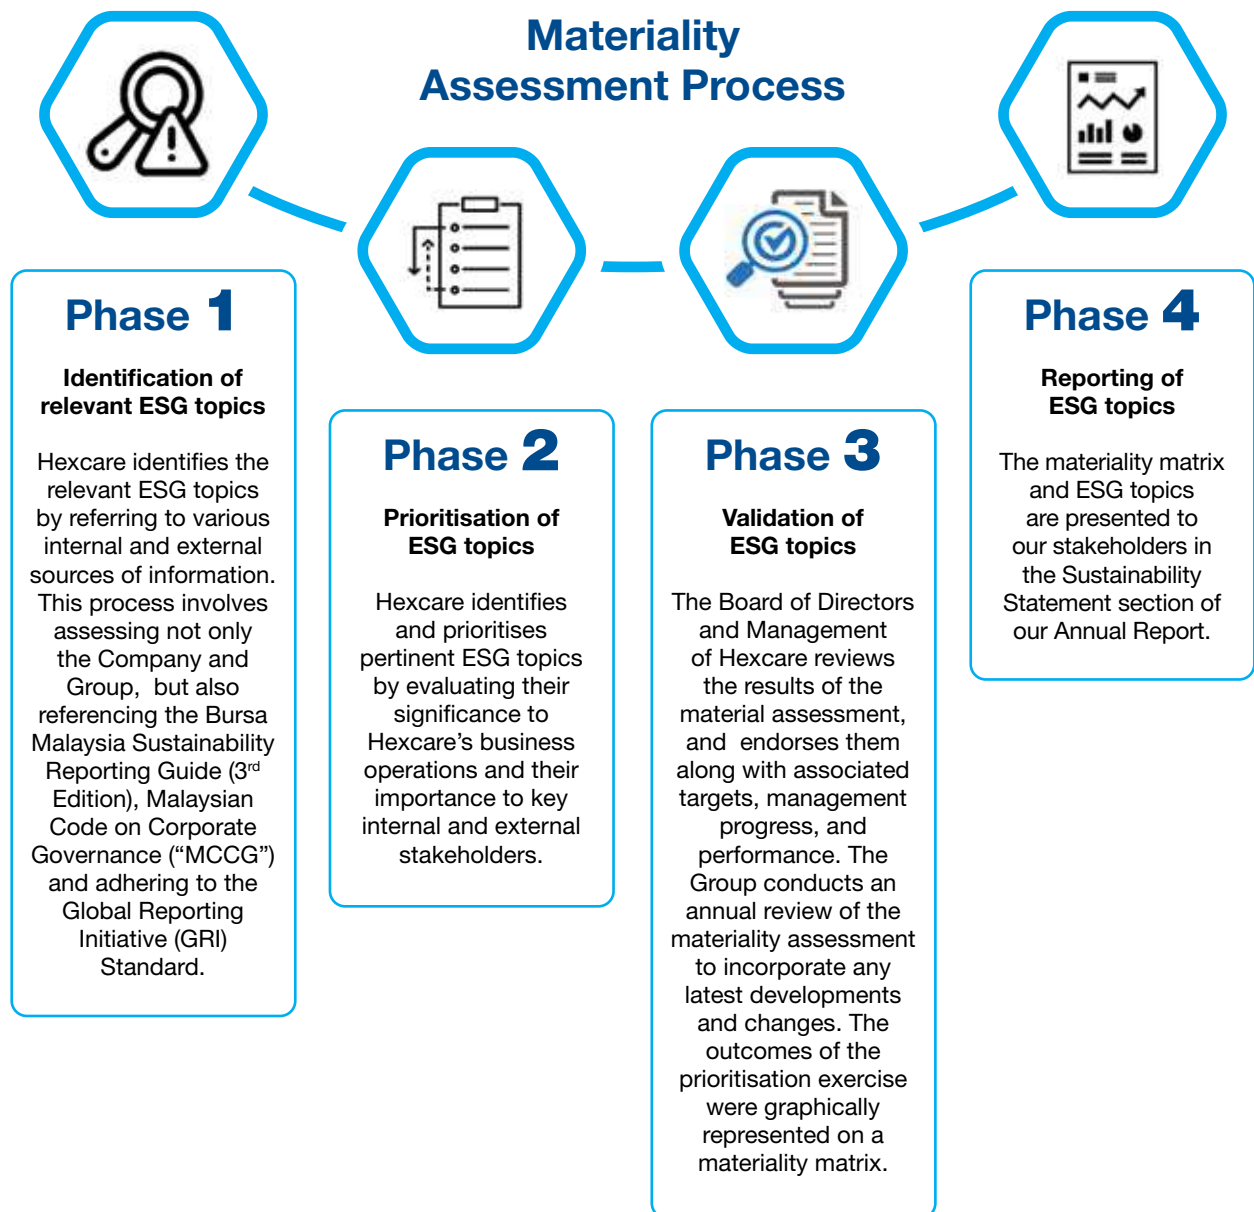 Materiality
Assessment Process
Phase 1
Identification of
relevant ESG topics
Hexcare identifies the
relevant ESG topics
by referring to various
internal and external
sources of information.
This process involves
assessing not only
the Company and
Group, but also
referencing the Bursa
Malaysia Sustainability
Reporting Guide (3rd
Edition), Malaysian
Code on Corporate
Governance (“MCCG”)
and adhering to the
Global Reporting
Initiative (GRI)
Standard.
Phase 2
Prioritisation of
ESG topics
Hexcare identifies
and prioritises
pertinent ESG topics
by evaluating their
significance to
Hexcare’s business
operations and their
importance to key
internal and external
stakeholders.
Phase 3
Validation of
ESG topics
The Board of Directors
and Management
of Hexcare reviews
the results of the
material assessment,
and endorses them
along with associated
targets, management
progress, and
performance. The
Group conducts an
annual review of the
materiality assessment
to incorporate any
latest developments
and changes. The
outcomes of the
prioritisation exercise
were graphically
represented on a
materiality matrix.
Phase 4
Reporting of
ESG topics
The materiality matrix
and ESG topics
are presented to
our stakeholders in
the Sustainability
Statement section of
our Annual Report.